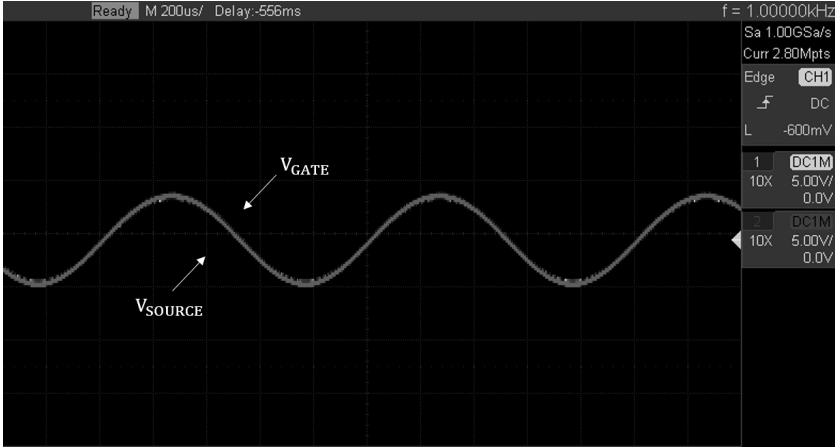 Ready M 200us/ Delay:-556ms f = 1.00000kHz
Sa 1.00GSa/s
Curr 2.80Mpts
Edge CH1
DC
L -600mV
1 DC1M
10X 5.00V/
0.0V
2 DC1M
10X 5.00V/
0.0V
VGATE
VSOURCE